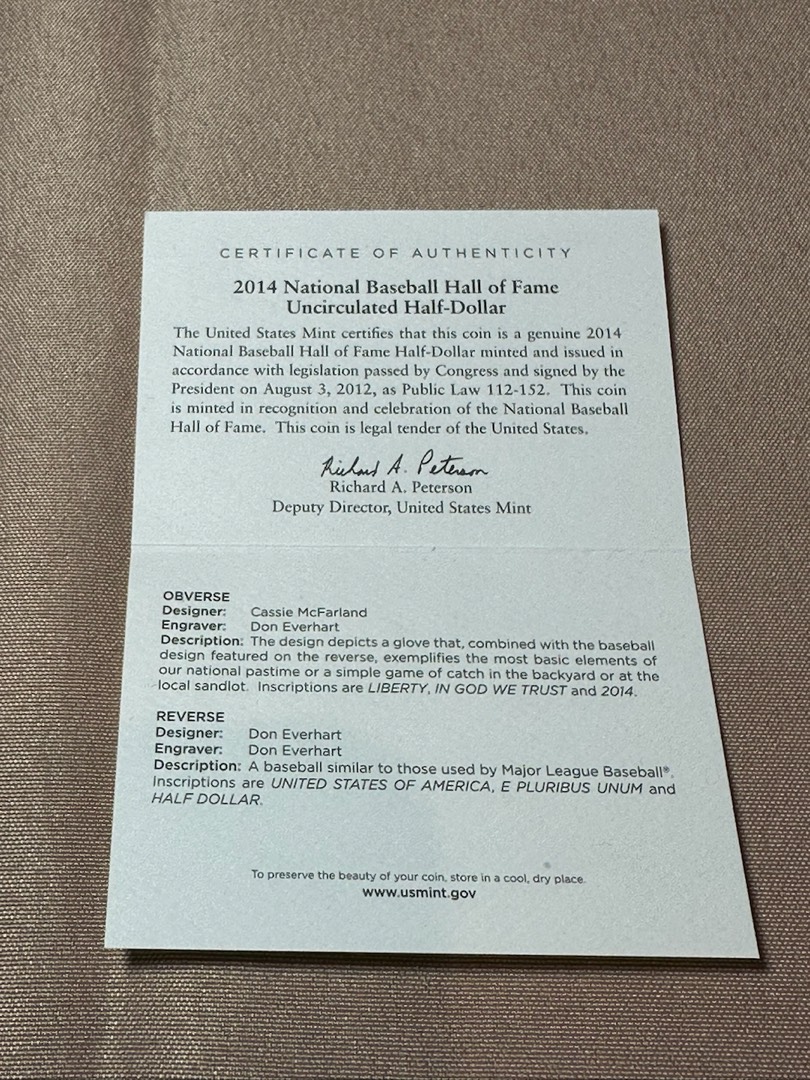 CERTIFICATE OF AUTHENTICITY
2014 National Baseball Hall of Fame
Uncirculated Half-Dollar
The United States Mint certifies that this coin is a genuine 2014
National Baseball Hall of Fame Half-Dollar minted and issued in
accordance with legislation passed by Congress and signed by the
President on August 3, 2012, as Public Law 112-152. This coin
is minted in recognition and celebration of the National Baseball
Hall of Fame. This coin is legal tender of the United States.
Richard A. Peterson
Richard A. Peterson
Deputy Director, United States Mint
OBVERSE
Designer: Cassie McFarland
Engraver: Don Everhart
Description: The design depicts a glove that, combined with the baseball
design featured on the reverse, exemplifies the most basic elements of
our national pastime or a simple game of catch in the backyard or at the
local sandlot. Inscriptions are LIBERTY, IN GOD WE TRUST and 2014.
REVERSE
Designer: Don Everhart
Engraver: Don Everhart
Description: A baseball similar to those used by Major League Baseball®.
Inscriptions are UNITED STATES OF AMERICA, E PLURIBUS UNUM and
HALF DOLLAR.
To preserve the beauty of your coin, store in a cool, dry place.
www.usmint.gov